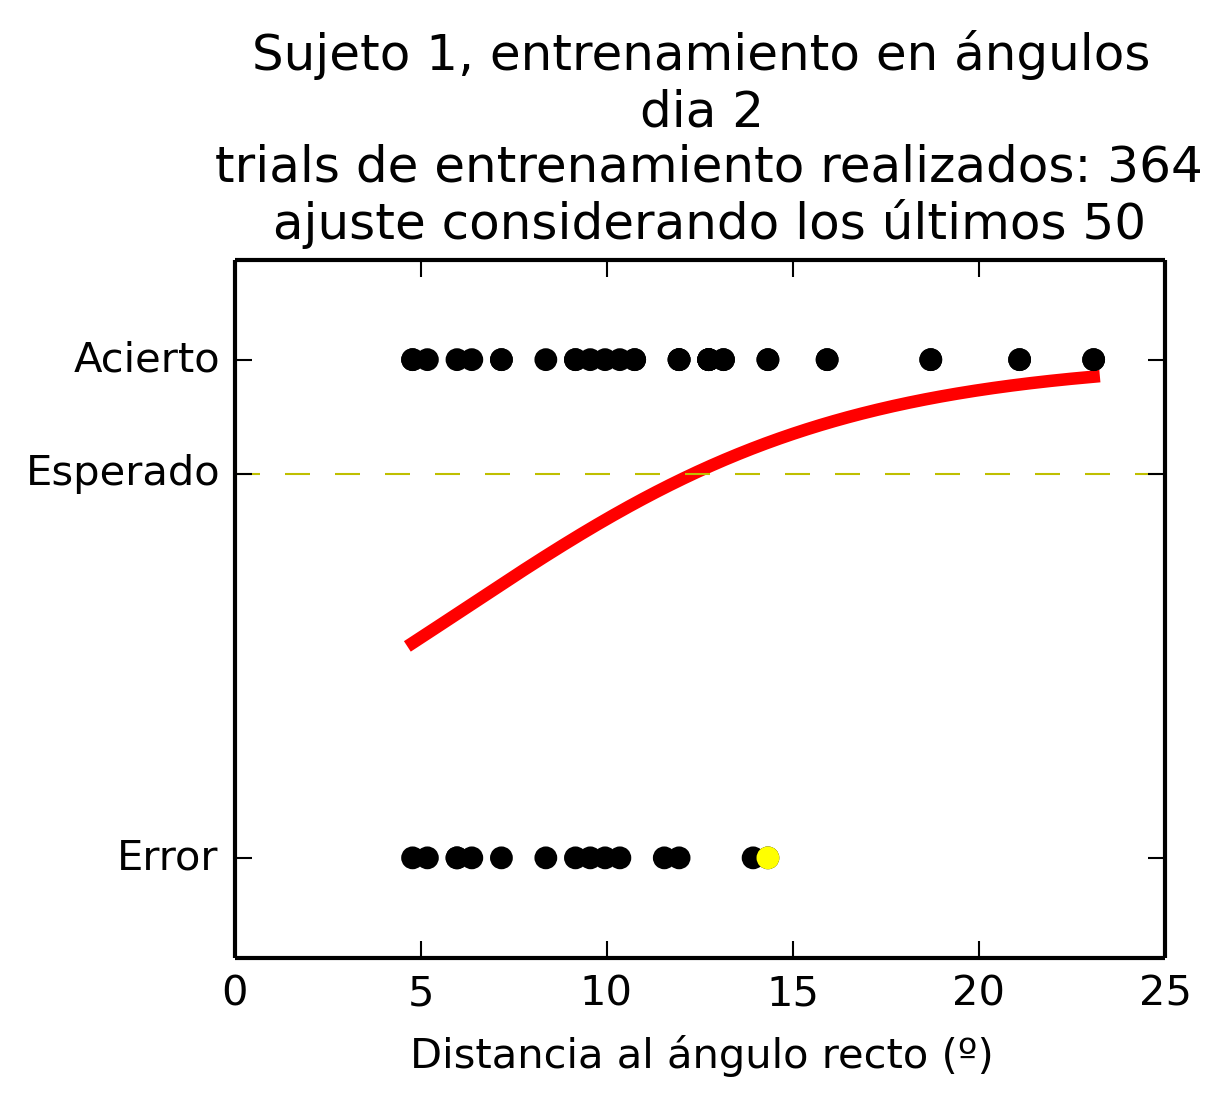 Sujeto 1, entrenamiento en ángulos
dia 2
trials de entrenamiento realizados: 364
ajuste considerando los últimos 50
Acierto
Esperado
Error
0 5 10 15 20 25
Distancia al ángulo recto (º)